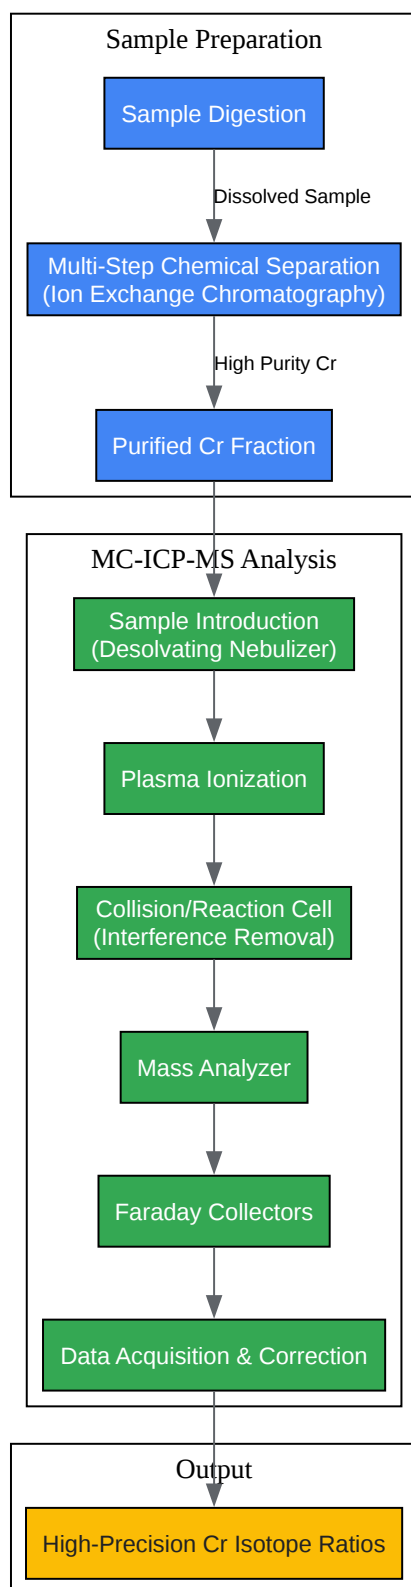 Sample Preparation
Sample Digestion
Dissolved Sample
Multi-Step Chemical Separation
(Ion Exchange Chromatography)
High Purity Cr
Purified Cr Fraction
MC-ICP-MS Analysis
Sample Introduction
(Desolvating Nebulizer)
Plasma Ionization
Collision/Reaction Cell
(Interference Removal)
Mass Analyzer
Faraday Collectors
Data Acquisition & Correction
Output
High-Precision Cr Isotope Ratios